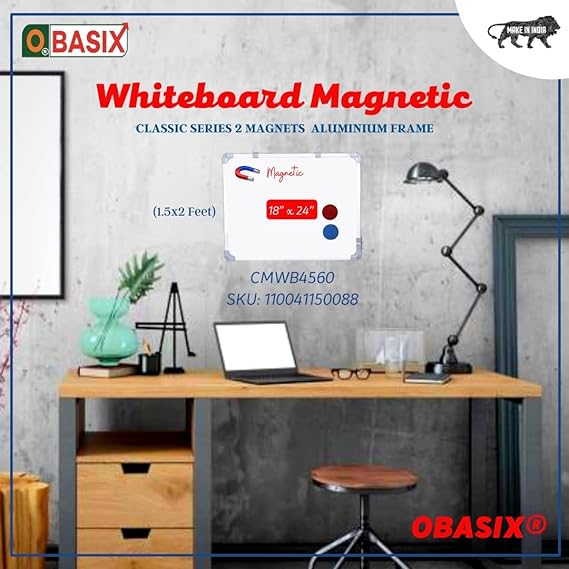 OBASIX®
MAKE IN INDIA
Whiteboard Magnetic
CLASSIC SERIES 2 MAGNETS ALUMINIUM FRAME
Magnetic
18" x 24"
(1.5x2 Feet)
CMWB4560
SKU: 110041150088
OBASIX®